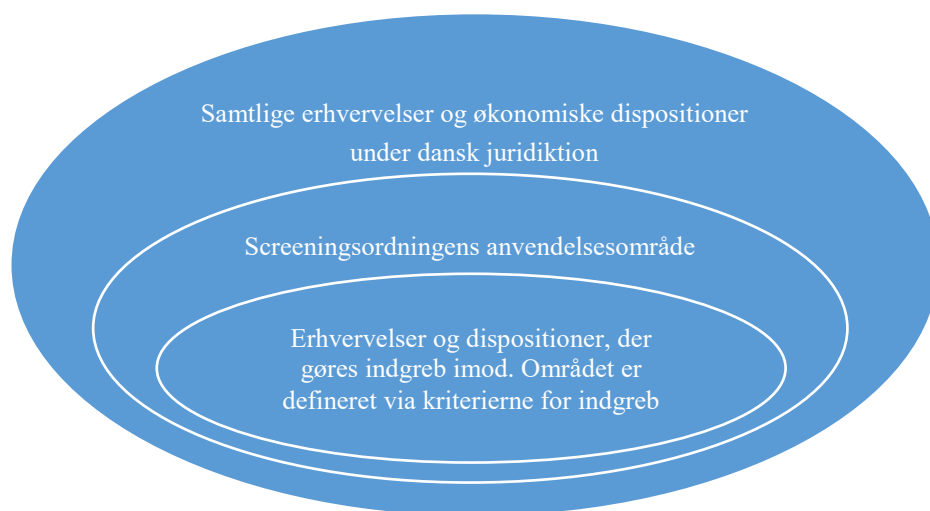 Samtlige erhvervelser og økonomiske dispositioner
under dansk juridiktion
Screeningsordningens anvendelsesområde
Erhvervelser og dispositioner, der
gøres indgreb imod. Området er
defineret via kriterierne for indgreb